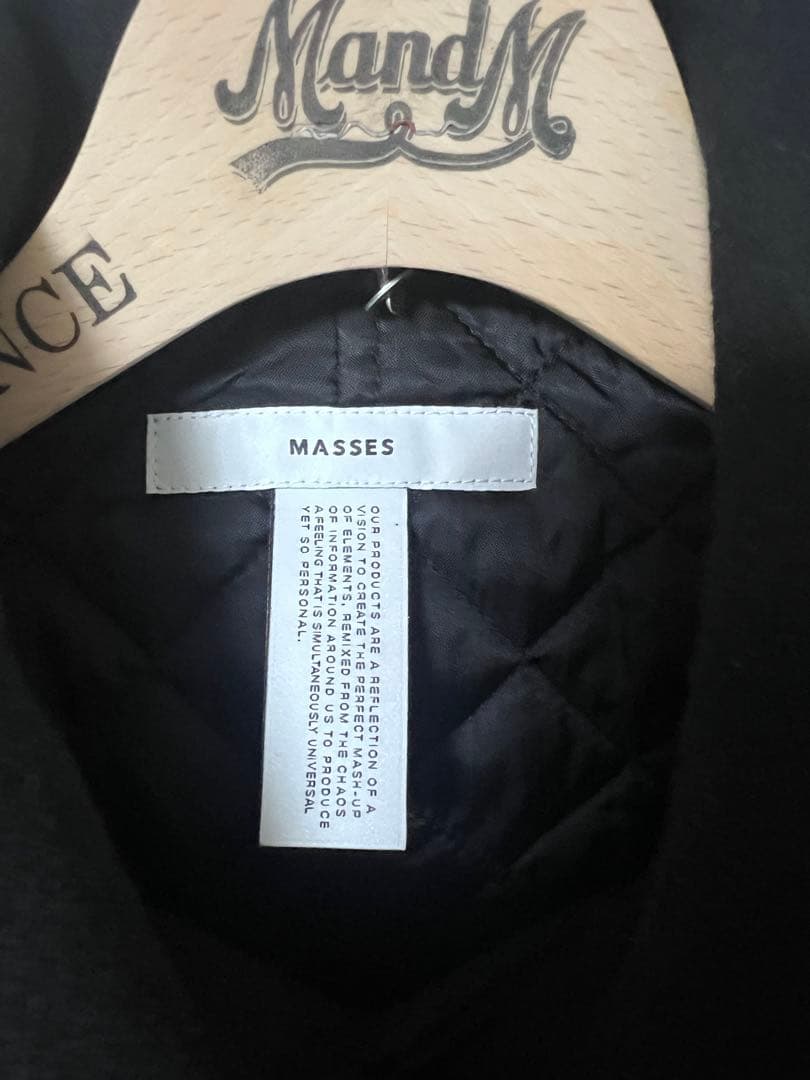 MandM
NCE
MASSES
OUR PRODUCTS ARE A REFLECTION OF A
VISION TO CREATE THE PERFECT MASH-UP
OF ELEMENTS, REMIXED FROM THE CHAOS
OF INFORMATION AROUND US TO PRODUCE
A FEELING THAT IS SIMULTANEOUSLY UNIVERSAL
YET SO PERSONAL.